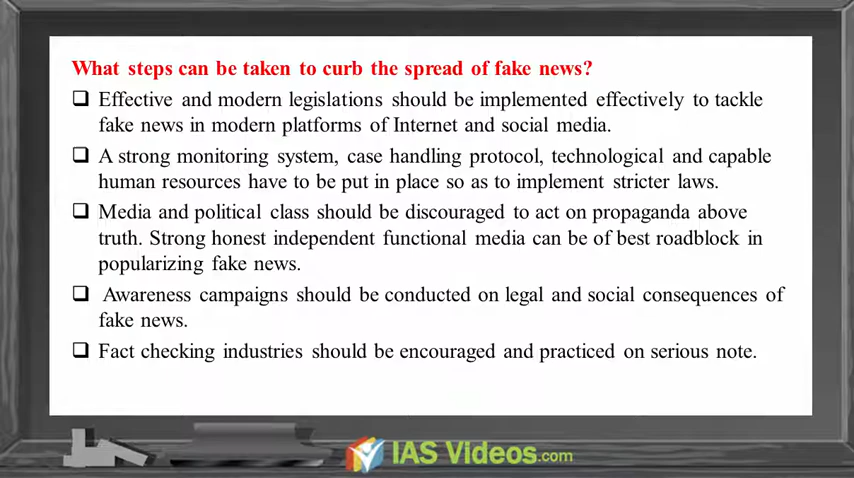 What steps can be taken to curb the spread of fake news?
Effective and modern legislations should be implemented effectively to tackle
fake news in modern platforms of Internet and social media.
A strong monitoring system, case handling protocol, technological and capable
human resources have to be put in place so as to implement stricter laws.
Media and political class should be discouraged to act on propaganda above
truth. Strong honest independent functional media can be of best roadblock in
popularizing fake news.
Awareness campaigns should be conducted on legal and social consequences of
fake news.
Fact checking industries should be encouraged and practiced on serious note.
IAS Videos.com